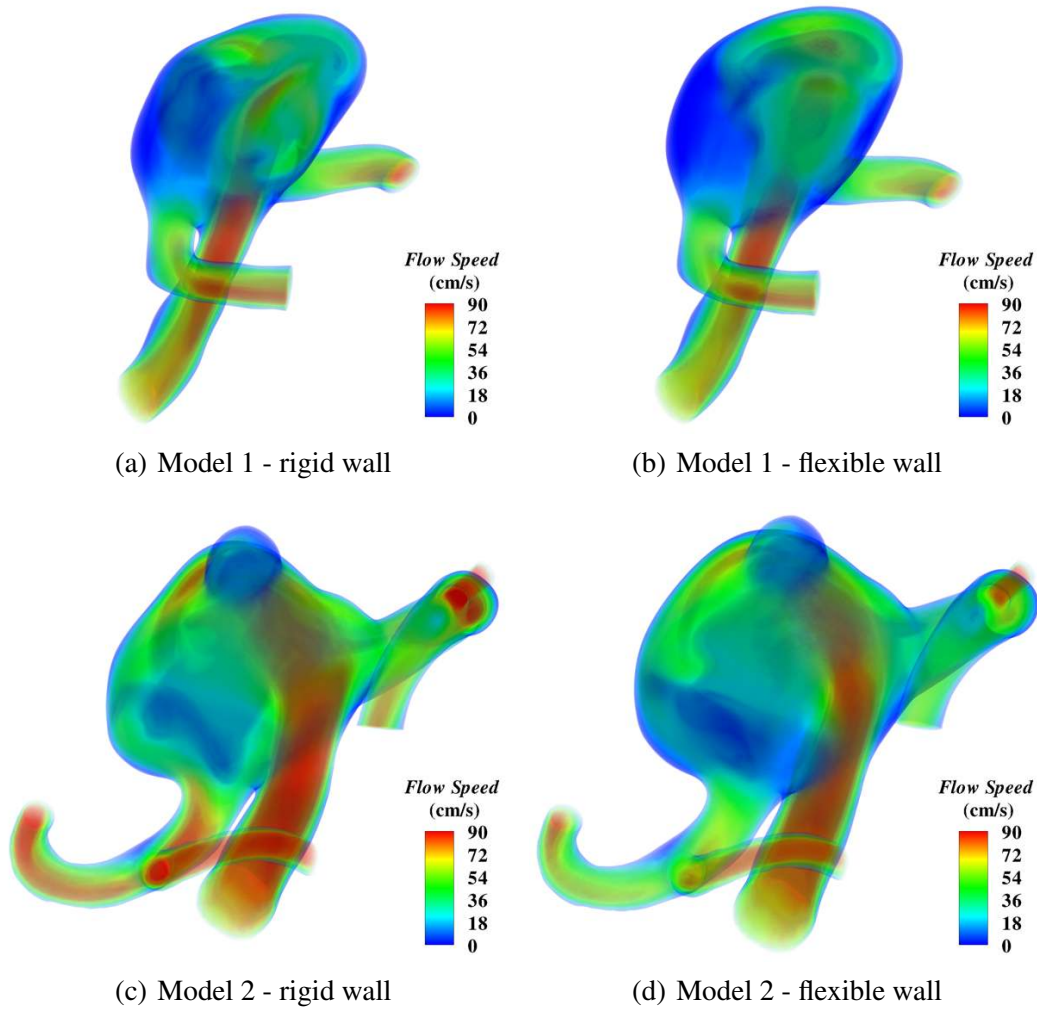 Flow Speed
(cm/s)
90
72
54
36
18
0
Flow Speed
(cm/s)
90
72
54
36
18
0
(a) Model 1 - rigid wall
(b) Model 1 - flexible wall
Flow Speed
(cm/s)
90
72
54
36
18
0
Flow Speed
(cm/s)
90
72
54
36
18
0
(c) Model 2 - rigid wall
(d) Model 2 - flexible wall